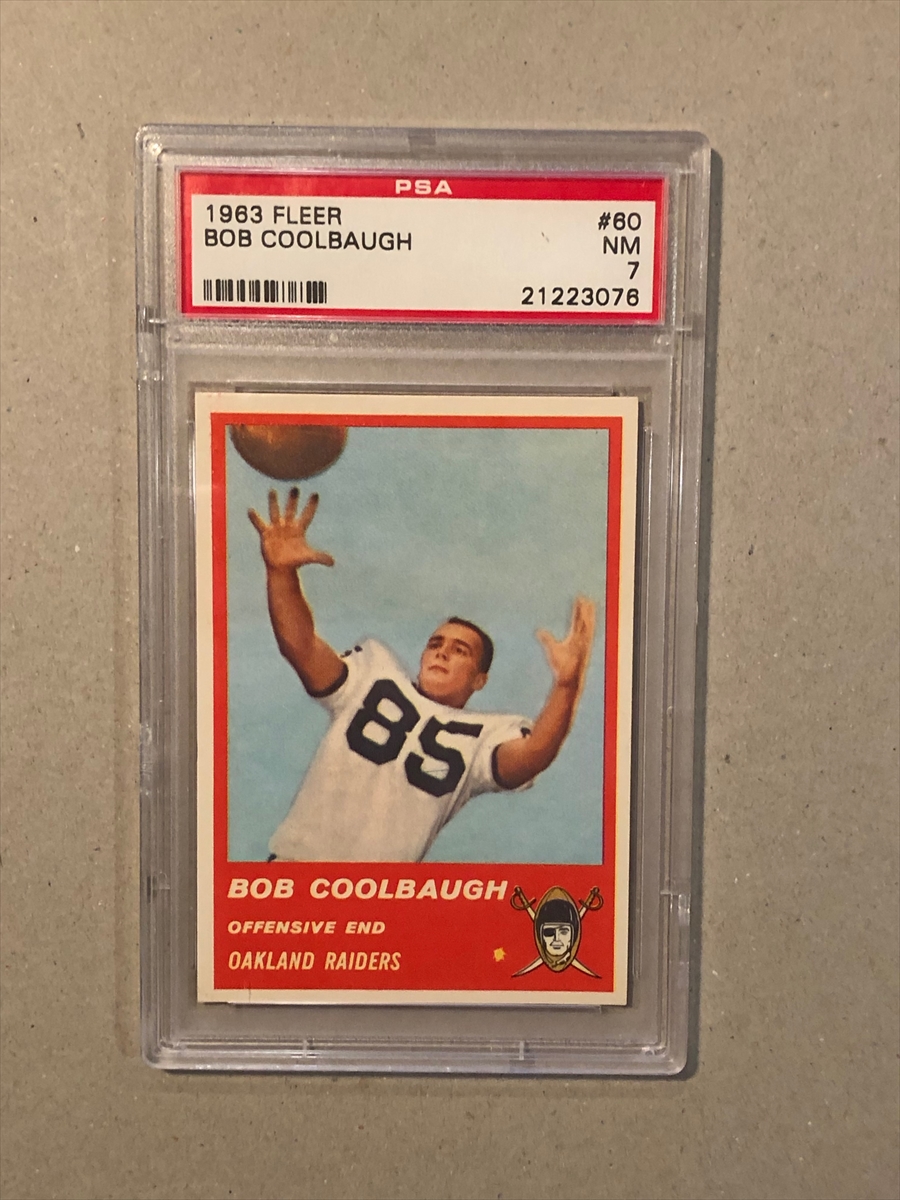 PSA
1963 FLEER #60
BOB COOLBAUGH NM
7
21223076
85
BOB COOLBAUGH
OFFENSIVE END
OAKLAND RAIDERS